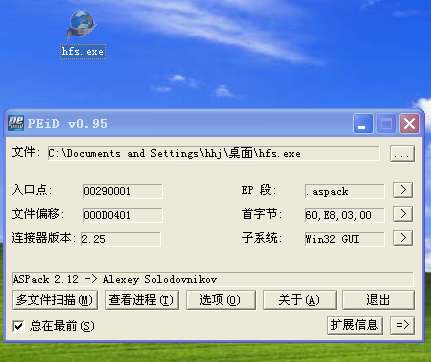 hfs.exe
PEiD v0.95
文件: C:\Documents and Settings\hhj\桌面\hfs.exe ...
入口点: 00290001 EP 段: .aspack >
文件偏移: 000D0401 首字节: 60,E8,03,00 >
连接器版本: 2.25 子系统: Win32 GUI >
ASPack 2.12 -> Alexey Solodovnikov
多文件扫描(M) 查看进程(T) 选项(O) 关于(A) 退出
总在最前(S) 扩展信息 =>